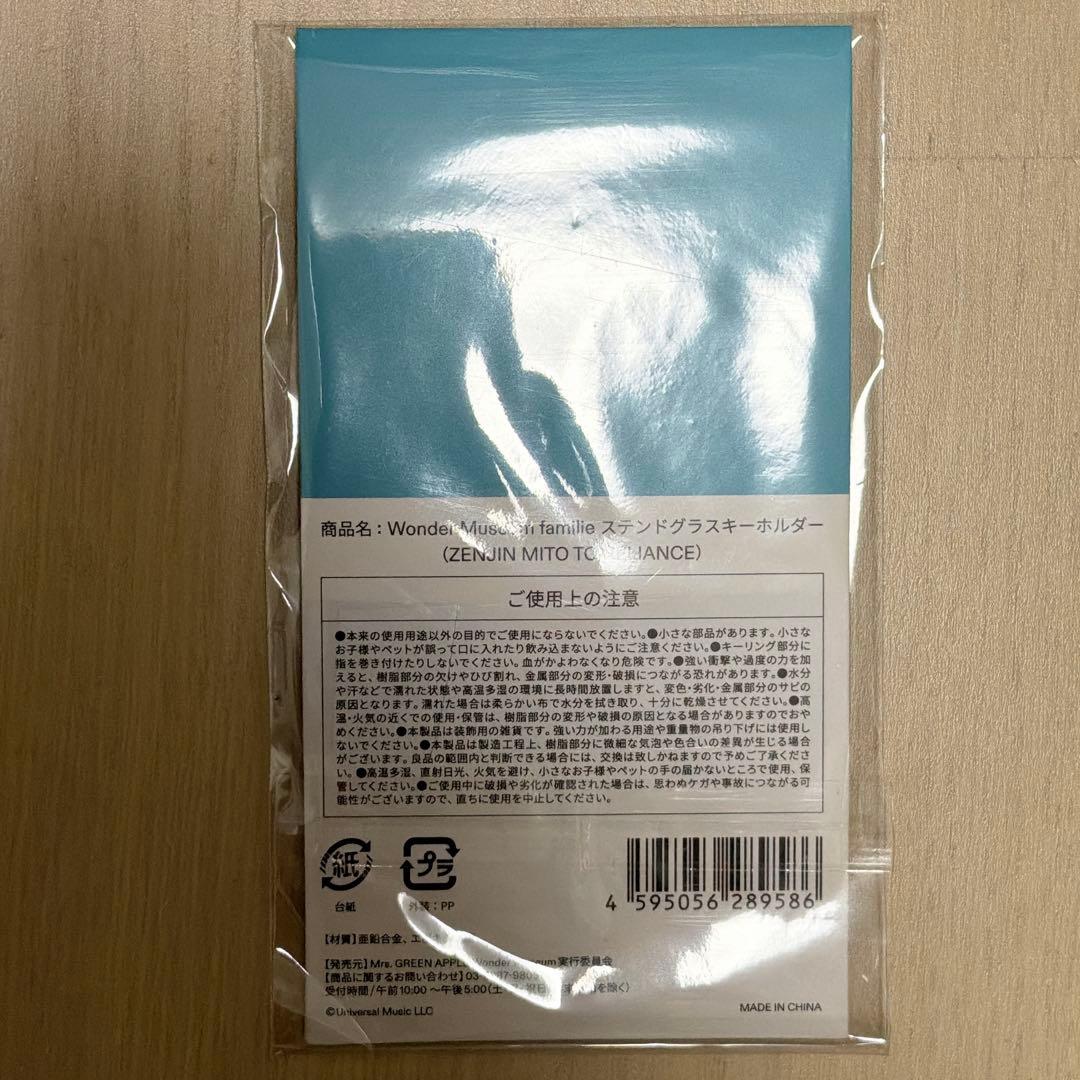 商品名：Wonder Museum familie ステンドグラスキーホルダー
（ZENJIN MITO TO RELIANCE）
ご使用上の注意
●本来の使用用途以外の目的でご使用にならないでください。●小さな部品があります。小さな
お子様やペットが誤って口に入れたり飲み込まないようにご注意ください。●キーリング部分に
指を巻き付けたりしないでください。血がかよわなくなり危険です。●強い衝撃や過度の力を加
えると、樹脂部分の欠けやひび割れ、金属部分の変形・破損につながる恐れがあります。●水分
や汗などで濡れた状態や高温多湿の環境に長時間放置しますと、変色・劣化・金属部分のサビの
原因となります。濡れた場合は柔らかい布で水分を拭き取り、十分に乾燥させてください。●高
温・火気の近くでの使用・保管は、樹脂部分の変形や破損の原因となる場合がありますのでおや
めください。●本製品は装飾用の雑貨です。強い力が加わる用途や重量物の吊り下げには使用し
ないでください。●本製品は製造工程上、樹脂部分に微細な気泡や色合いの差異が生じる場合
がございます。良品の範囲内と判断できる場合には、交換は致しかねますので予めご了承くださ
い。●高温多湿、直射日光、火気を避け、小さなお子様やペットの手の届かないところで使用、保
管してください。●ご使用中に破損や劣化が確認された場合は、思わぬケガや事故につながる可
能性がございますので、直ちに使用を中止してください。
紙 プラ
台紙 外装：PP
4 595056 289586
【材質】亜鉛合金、
【発売元】Mrs. GREEN APPLE Wonder Museum 実行委員会
【商品に関するお問い合わせ】03-
受付時間/午前10:00 〜午後5:00（土 を除く）
©Universal Music LLC
MADE IN CHINA